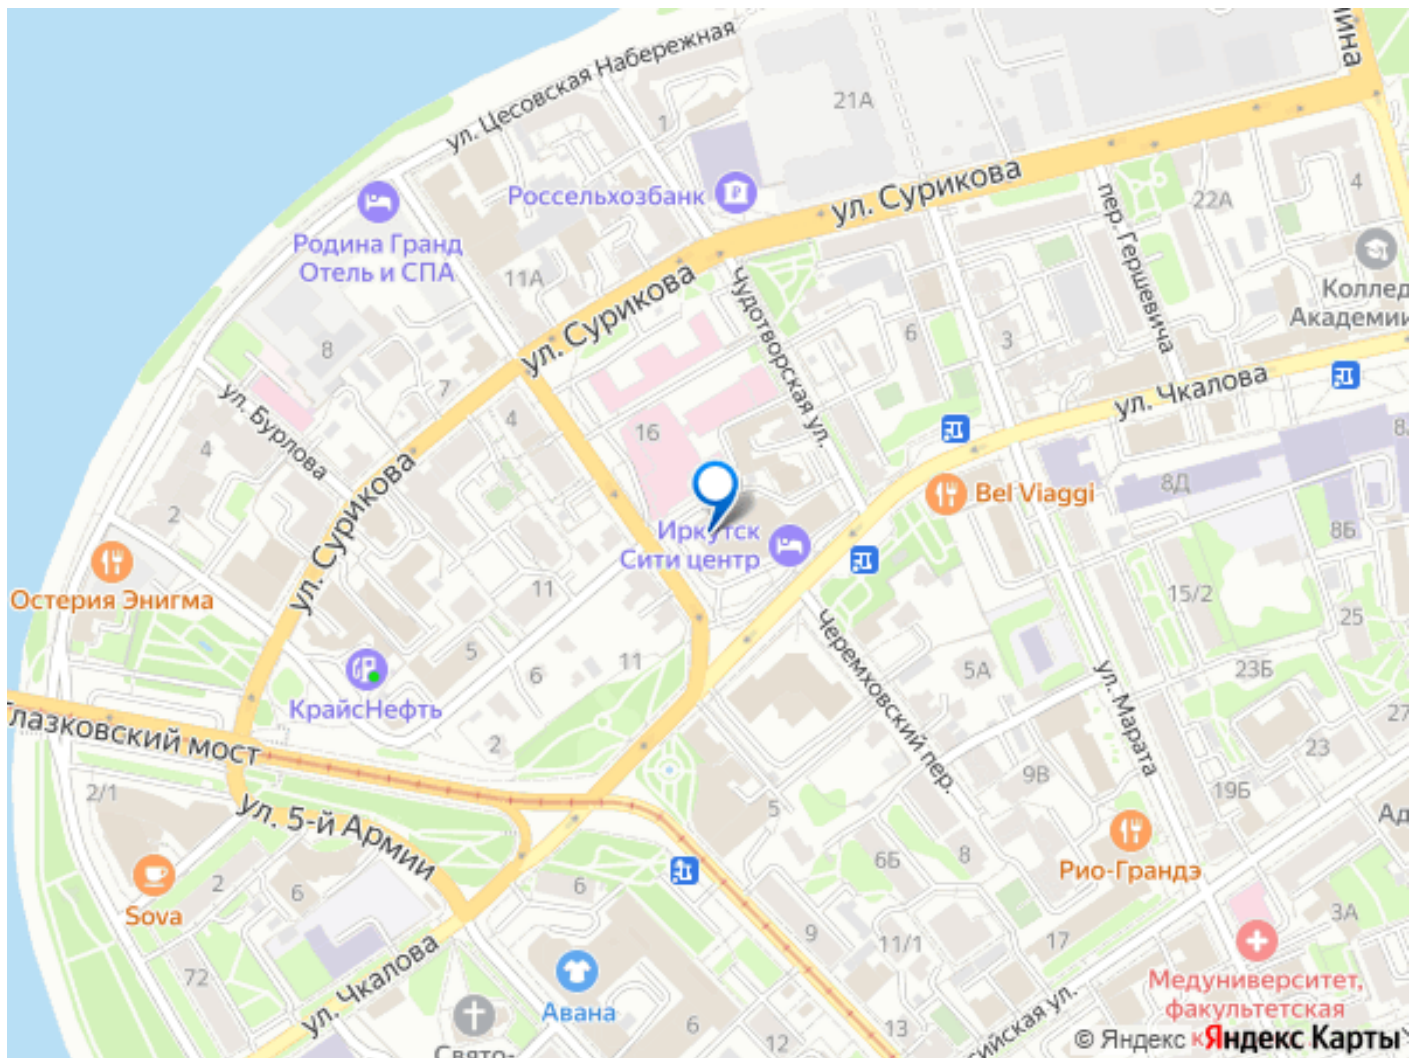 ул. Цесовская Набережная
21А
1
Россельхозбанк
ул. Сурикова
пер. Гершевича
22А
4
Родина Гранд
Отель и СПА
11А
ул. Сурикова
Чудотворская ул.
6
3
Коллед
Академии
8
7
4
ул. Чкалова
ул. Бурлова
4
16
2
ул. Сурикова
Bel Viaggi
8Д
8Б
Иркутск
Сити центр
Остерия Энигма
11
15/2
25
5
6
11
Черемховский пер.
5А
23Б
ул. Марата
КрайсНефть
2
27
23
Глазковский мост
2/1
9В
19Б
5
ул. 5-й Армии
6Б
8
Рио-Грандэ
Sova
2
6
6
9
11/1
17
3А
72
ул. Чкалова
Авана
6
12
13
Медуниверситет,
факультетская
Свято-
© Яндекс
Яндекс Карты